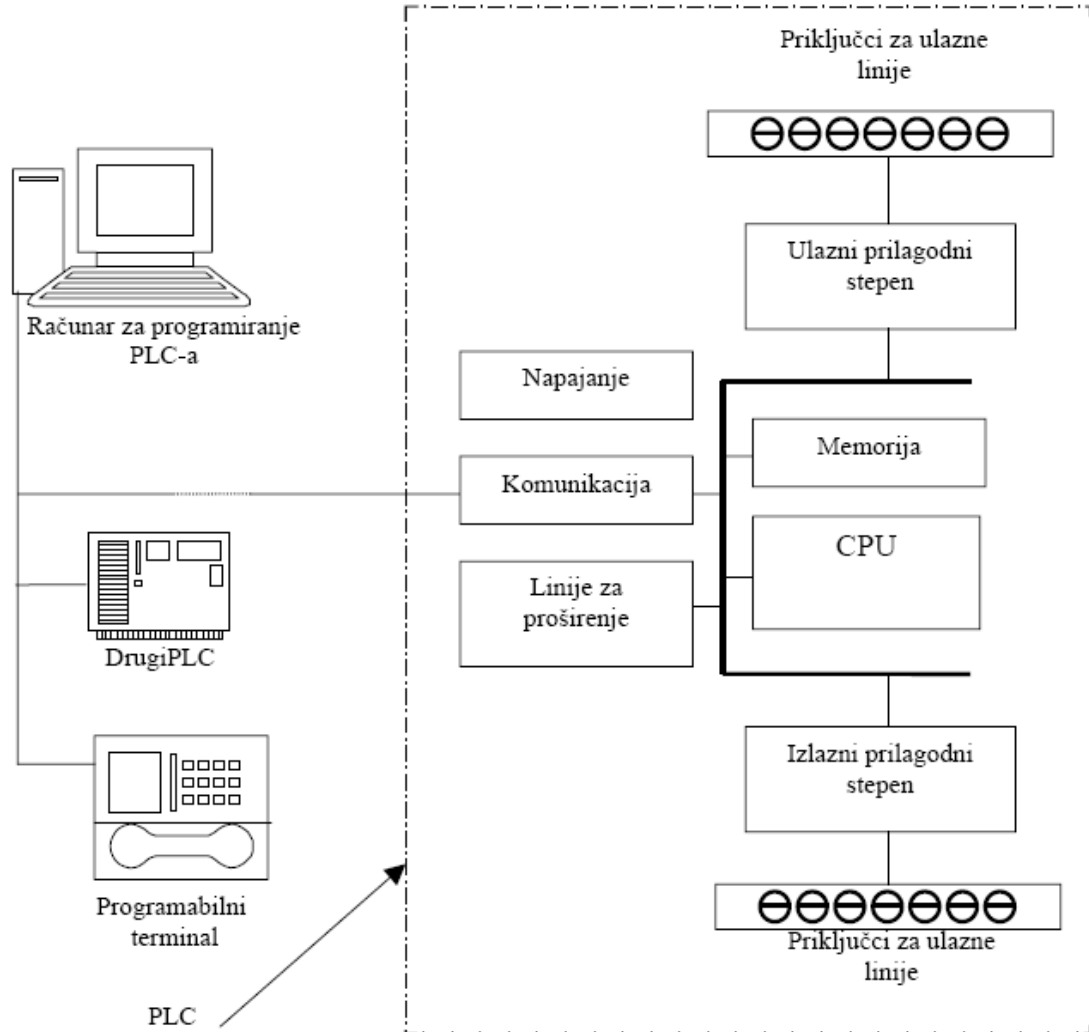 Priključci za ulazne
linije
Ulazni prilagodni
stepen
Računar za programiranje
PLC-a
Napajanje
Memorija
Komunikacija
CPU
Linije za
proširenje
DrugiPLC
Izlazni prilagodni
stepen
Programabilni
terminal
Priključci za ulazne
linije
PLC